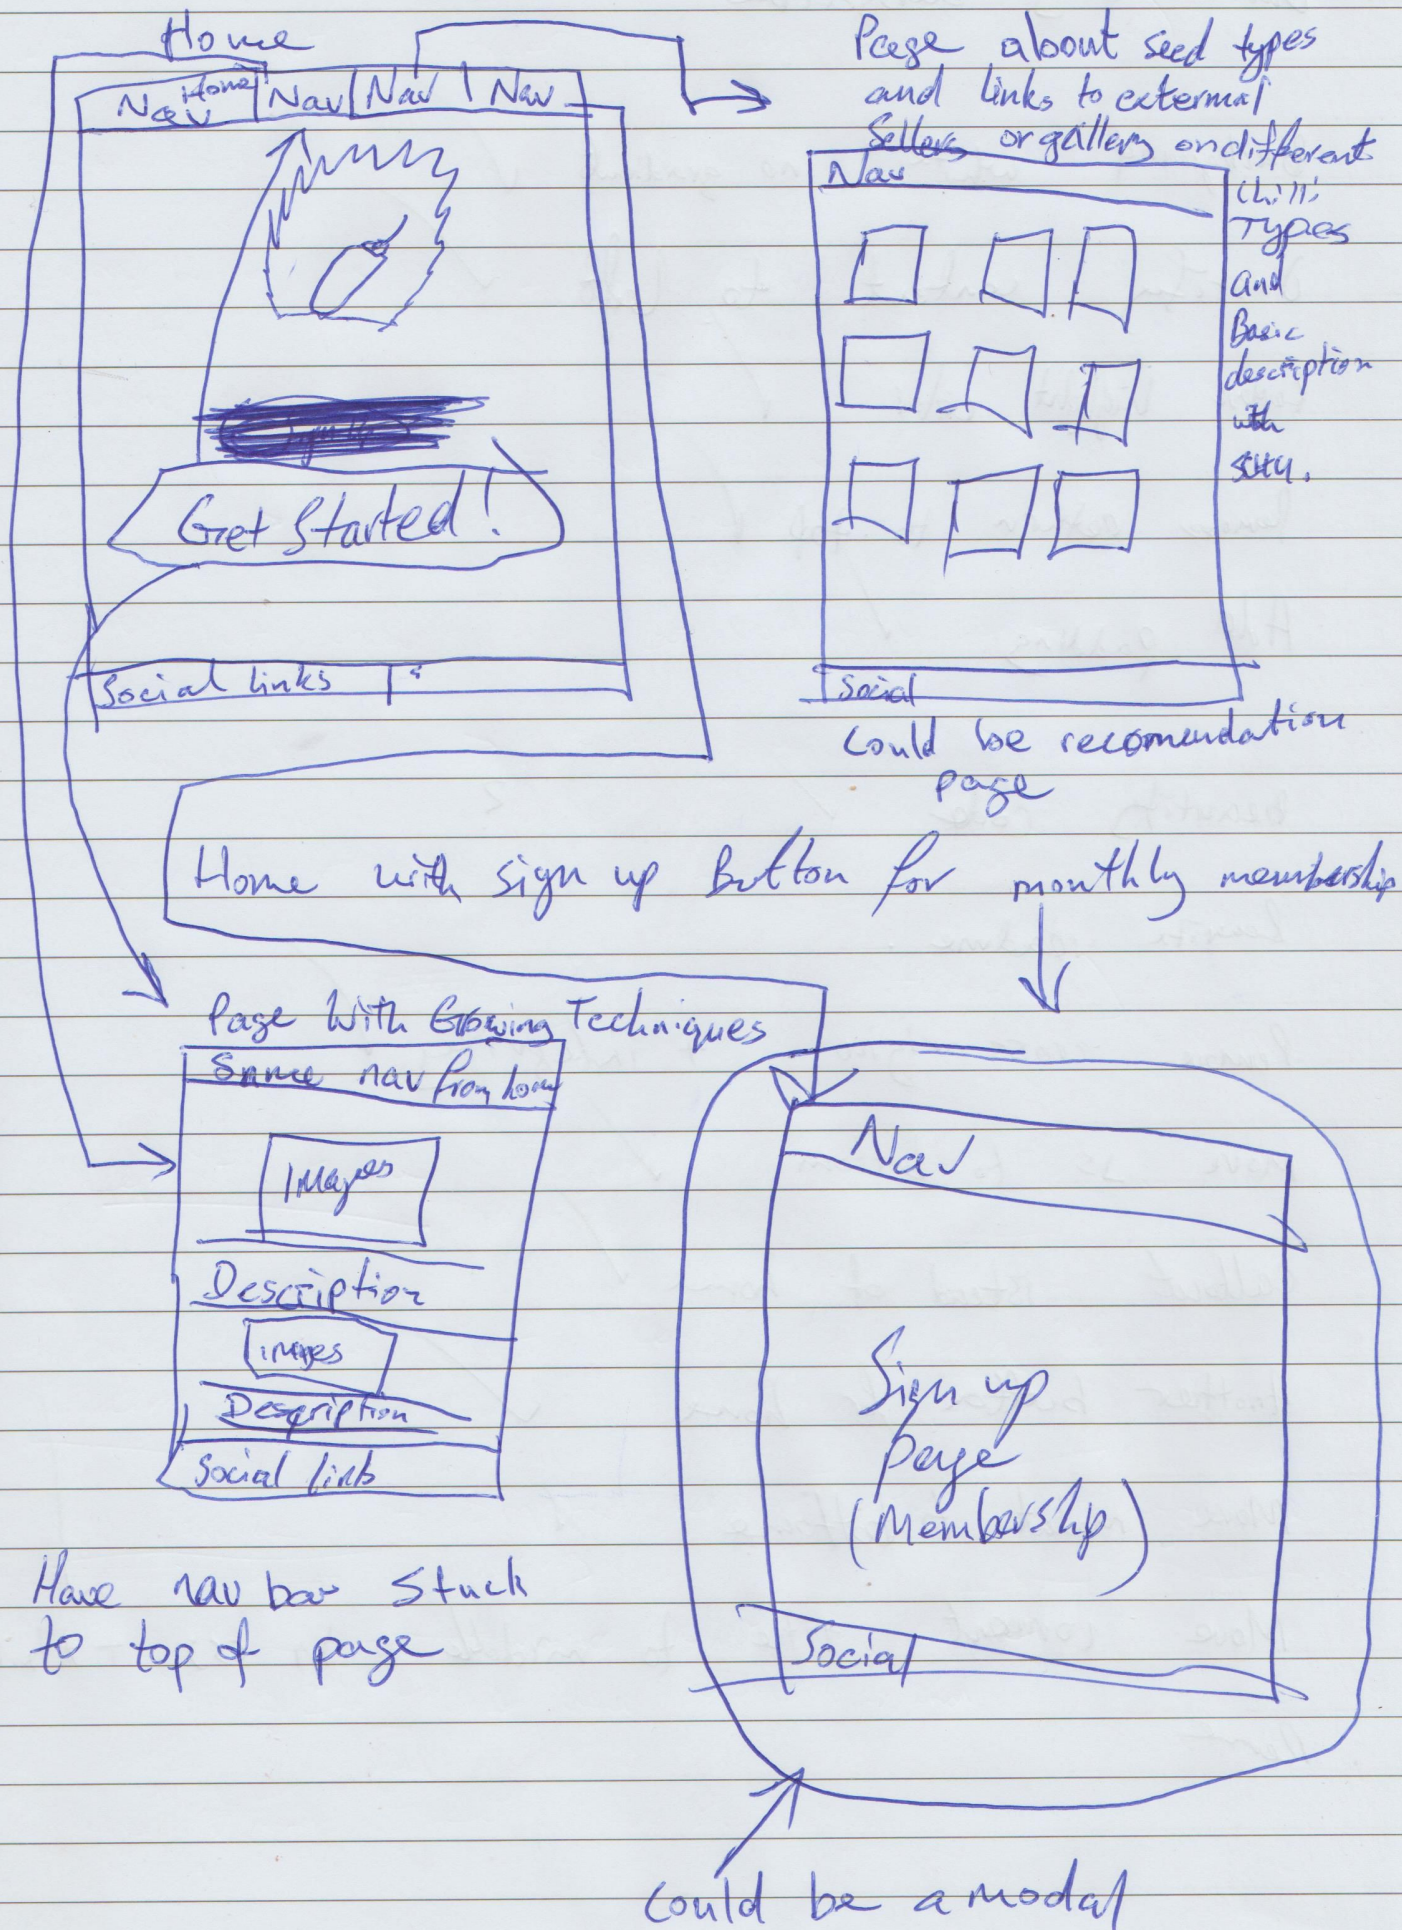 Home
Nav Home Nav Nav Nav
Nav
Get Started!
Social links
Page about seed types
and links to external
Sellers or gallery on different
chilli
Types
and
Basic
description
with
SCHU.
Nav
Social
Could be recomendation
page
Home with sign up Button for monthly membership
Page With Growing Techniques
Same nav from home
Images
Description
images
Description
Social links
Have nav bar stuck
to top of page
Nav
Sign up
page
(Membership)
Social
Could be a modal